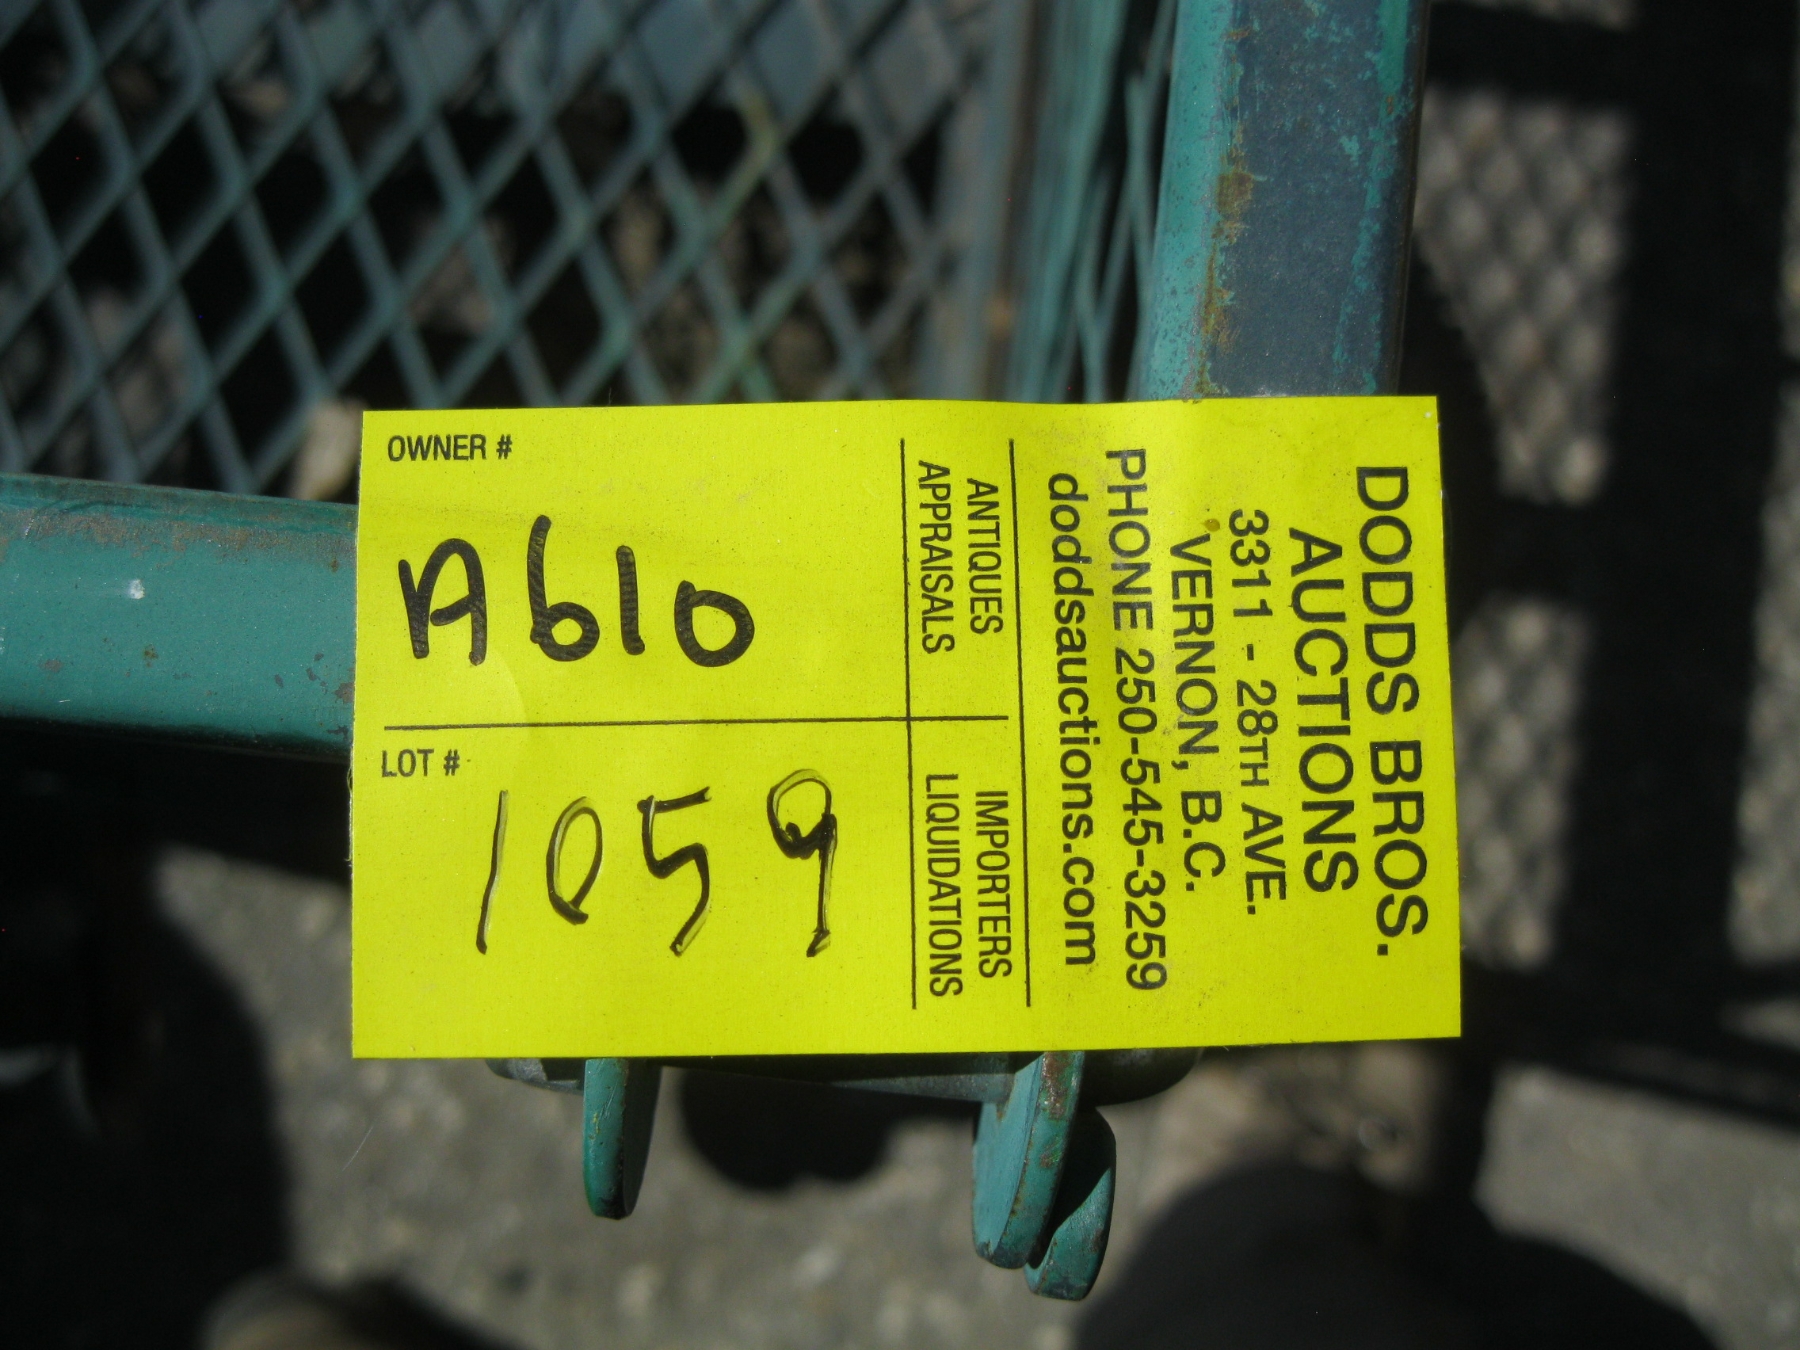 OWNER #
A610
LOT #
1059
DODDS BROS.
AUCTIONS
3311 - 28TH AVE.
VERNON, B.C.
PHONE 250-545-3259
doddsauctions.com
ANTIQUES IMPORTERS
APPRAISALS LIQUIDATIONS